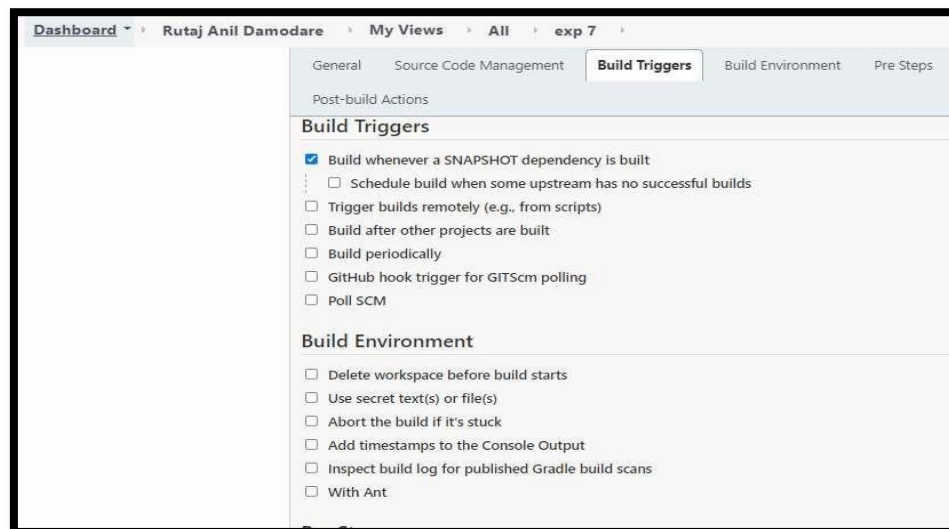 Dashboard Rutaj Anil Damodare My Views All exp 7
General Source Code Management Build Triggers Build Environment Pre Steps
Post-build Actions
Build Triggers
Build whenever a SNAPSHOT dependency is built
Schedule build when some upstream has no successful builds
Trigger builds remotely (e.g., from scripts)
Build after other projects are built
Build periodically
GitHub hook trigger for GITScm polling
Poll SCM
Build Environment
Delete workspace before build starts
Use secret text(s) or file(s)
Abort the build if it's stuck
Add timestamps to the Console Output
Inspect build log for published Gradle build scans
With Ant